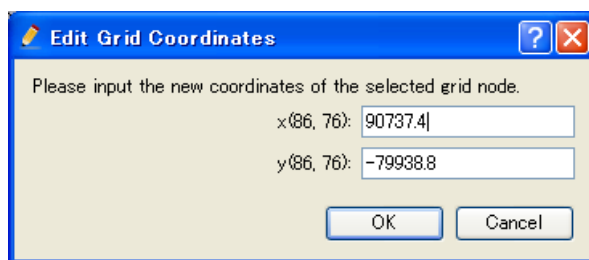 Edit Grid Coordinates
Please input the new coordinates of the selected grid node.
x(86, 76): 90737.4
y(86, 76): -79938.8
OK Cancel